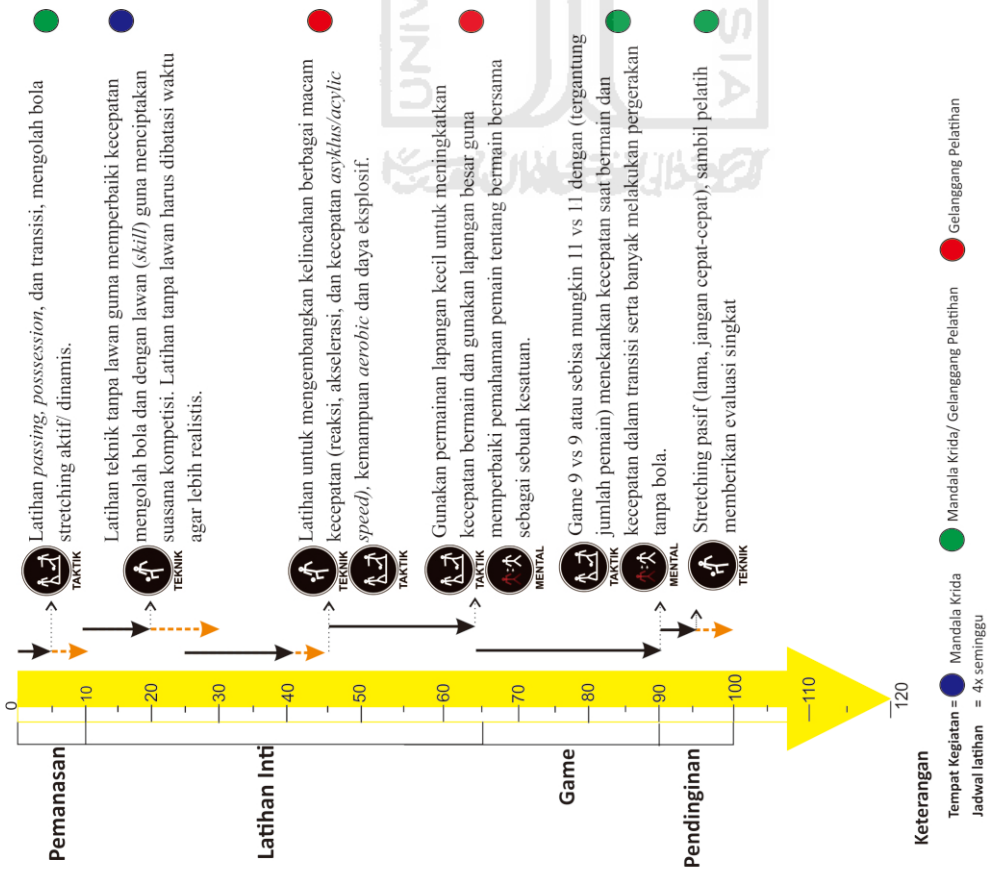 0
10
20
30
40
50
60
70
80
90
100
110
120
Pemanasan
Latihan Inti
Game
Pendinginan
TAKTIK
Latihan passing, posssession, dan transisi, mengolah bola
stretching aktif/ dinamis.
TEKNIK
Latihan teknik tanpa lawan guma memperbaiki kecepatan
mengolah bola dan dengan lawan (skill) guna menciptakan
suasana kompetisi. Latihan tanpa lawan harus dibatasi waktu
agar lebih realistis.
TEKNIK
TAKTIK
Latihan untuk mengembangkan kelincahan berbagai macam
kecepatan (reaksi, akselerasi, dan kecepatan asyklus/acylic
speed), kemampuan aerobic dan daya eksplosif.
TAKTIK
MENTAL
Gunakan permainan lapangan kecil untuk meningkatkan
kecepatan bermain dan gunakan lapangan besar guna
memperbaiki pemahaman pemain tentang bermain bersama
sebagai sebuah kesatuan.
TAKTIK
MENTAL
Game 9 vs 9 atau sebisa mungkin 11 vs 11 dengan (tergantung
jumlah pemain) menekankan kecepatan saat bermain dan
kecepatan dalam transisi serta banyak melakukan pergerakan
tanpa bola.
TEKNIK
Stretching pasif (lama, jangan cepat-cepat), sambil pelatih
memberikan evaluasi singkat
Keterangan
Tempat Kegiatan = Mandala Krida Mandala Krida/ Gelanggang Pelatihan Gelanggang Pelatihan
Jadwal latihan = 4x seminggu
UNIV
SIA